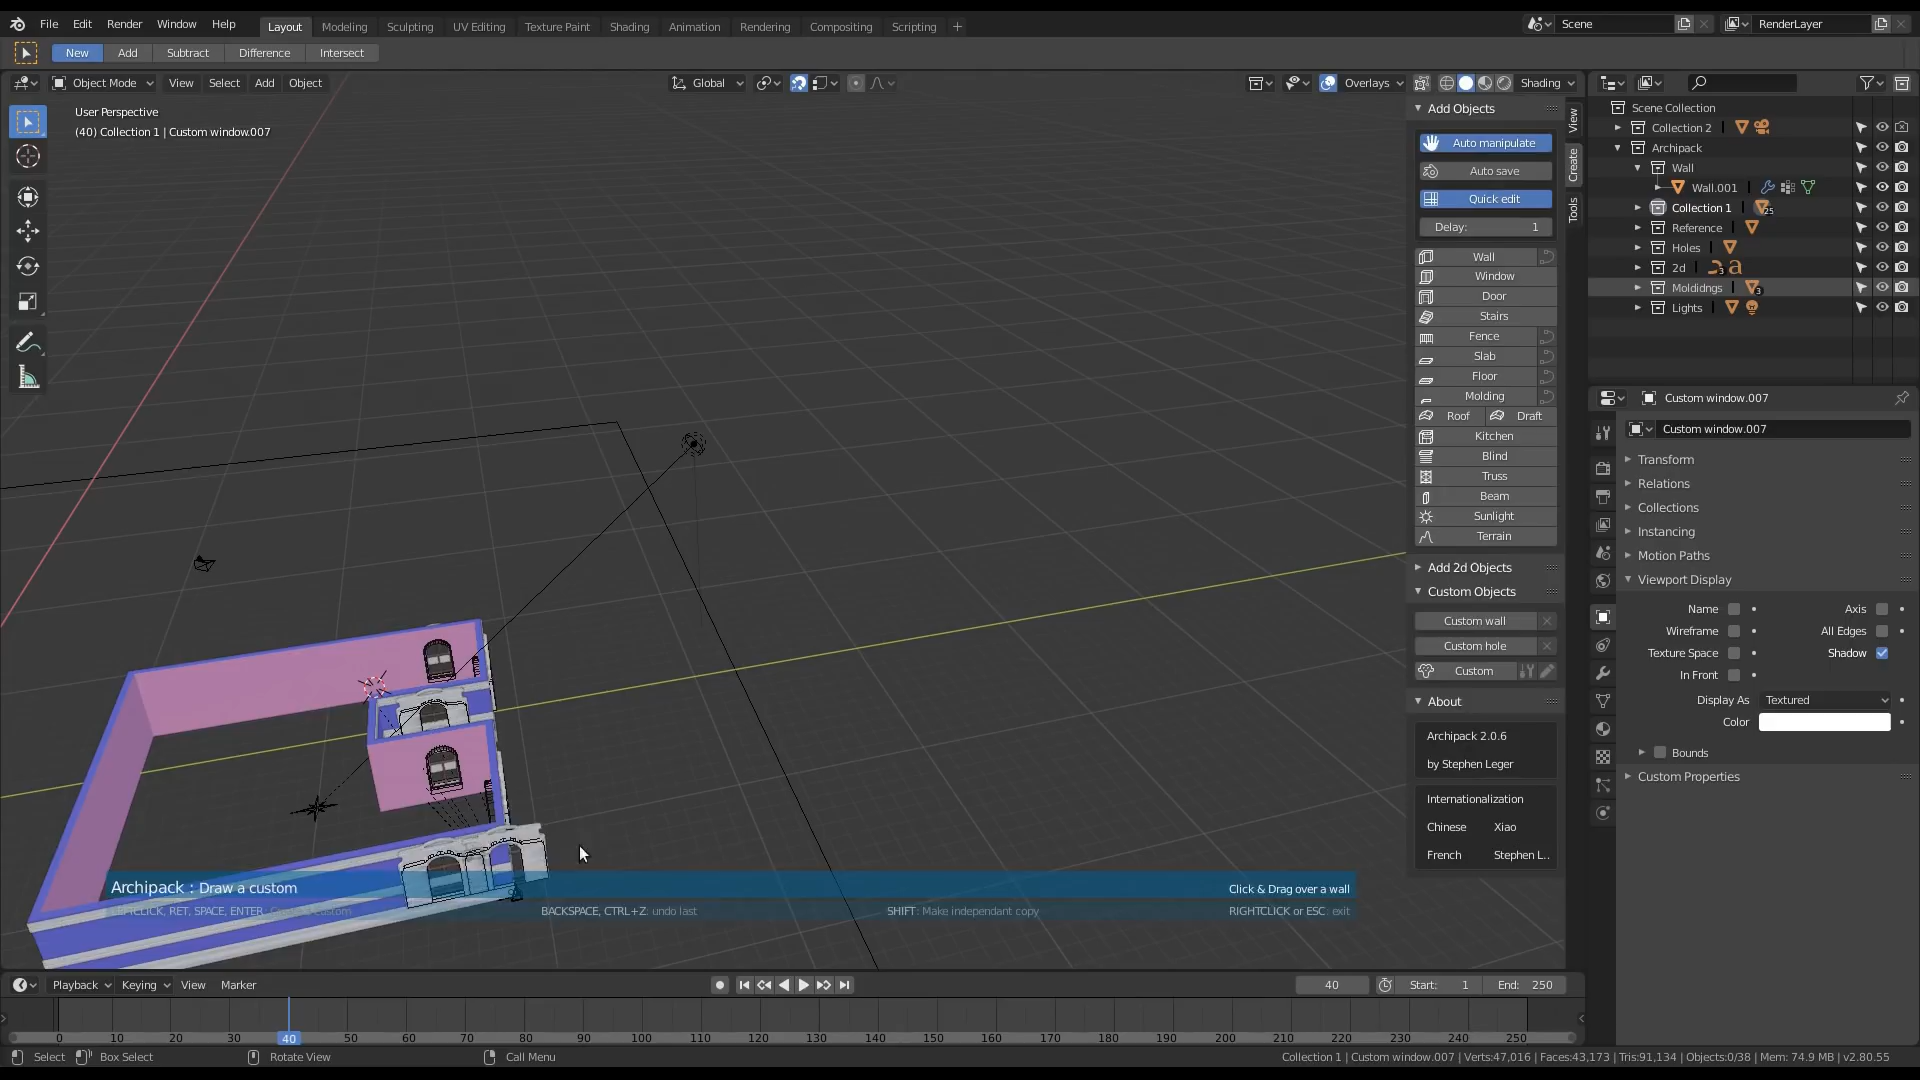 File Edit Render Window Help Layout Modeling Sculpting UV Editing Texture Paint Shading Animation Rendering Compositing Scripting + Scene RenderLayer
New Add Subtract Difference Intersect
Object Mode View Select Add Object Global Overlays Shading
User Perspective
(40) Collection 1 | Custom window.007
Add Objects
Auto manipulate
Auto save
Quick edit
Delay: 1
Wall
Window
Door
Stairs
Fence
Slab
Floor
Molding
Roof Draft
Kitchen
Blind
Truss
Beam
Sunlight
Terrain
Add 2d Objects
Custom Objects
Custom wall
Custom hole
Custom
About
Archipack 2.0.6
by Stephen Leger
Internationalization
Chinese Xiao
French Stephen L..
View
Create
Tools
Scene Collection
Collection 2
Archipack
Wall
Wall.001
Collection 1 25
Reference
Holes
2d 3
Moldidngs 3
Lights
Custom window.007
Custom window.007
Transform
Relations
Collections
Instancing
Motion Paths
Viewport Display
Name Axis
Wireframe All Edges
Texture Space Shadow
In Front
Display As Textured
Color
Bounds
Custom Properties
Archipack : Draw a custom Click & Drag over a wall
BACKSPACE, CTRL+Z: undo last SHIFT: Make independant copy RIGHTCLICK or ESC: exit
Playback Keying View Marker 40 Start: 1 End: 250
0 10 20 30 40 50 60 70 80 90 100 110 120 130 140 150 160 170 180 190 200 210 220 230 240 250
Select Box Select Rotate View Call Menu Collection 1 | Custom window.007 | Verts:47,016 | Faces:43,173 | Tris:91,134 | Objects:0/38 | Mem: 74.9 MB | v2.80.55